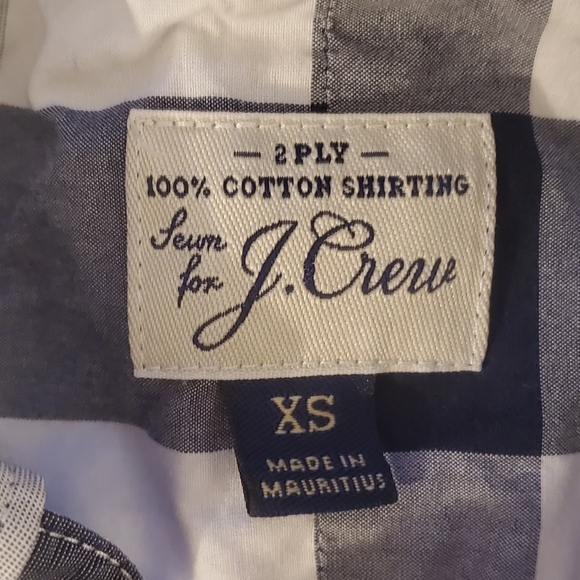 — 2 PLY —
100% COTTON SHIRTING
Sewn
for J.Crew
XS
MADE IN
MAURITIUS